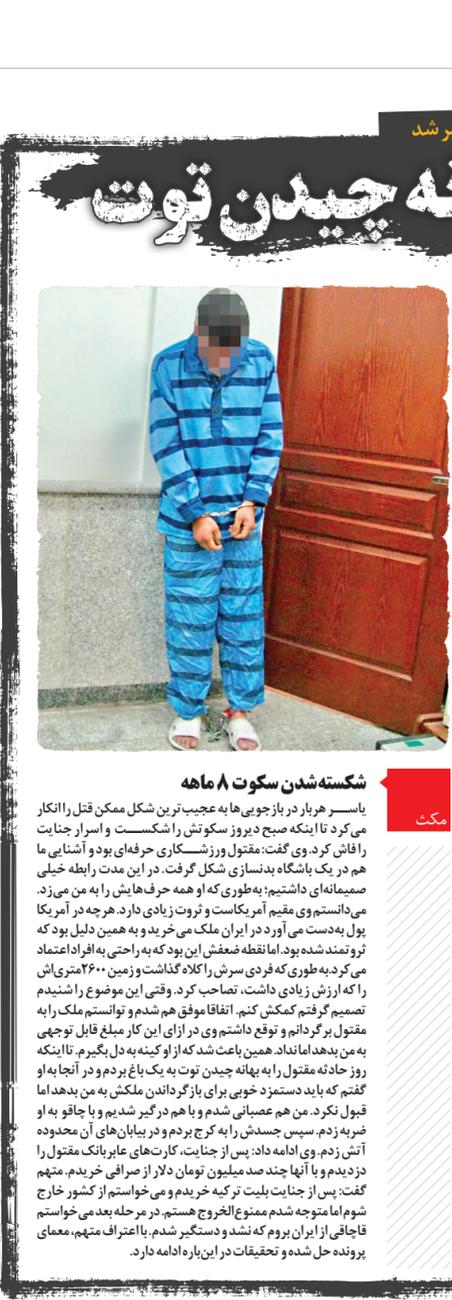 ر شد
نه چیدن توت
شکسته‌شدن سکوت ۸ ماهه
مکث
یاســـر هربار در بازجویی‌ها به عجیب‌ترین شکل ممکن قتل را انکار
می‌کرد تا اینکه صبح دیروز سکوتش را شکســـت و اسرار جنایت
را فاش کرد. وی گفت: مقتول ورزشـــکاری حرفه‌ای بود و آشنایی ما
هم در یک باشگاه بدنسازی شکل گرفت. در این مدت رابطه خیلی
صمیمانه‌ای داشتیم؛ به‌طوری‌که او همه حرف‌هایش را به من می‌زد.
می‌دانستم وی مقیم آمریکاست و ثروت زیادی دارد. هرچه در آمریکا
پول به‌دست می‌آورد در ایران ملک می‌خرید و به همین دلیل بود که
ثروتمند شده بود. اما نقطه ضعفش این بود که به راحتی به افراد اعتماد
می‌کرد. به‌طوری‌که فردی سرش را کلاه گذاشت و زمین ۲۶۰۰متری‌اش
را که ارزش زیادی داشت، تصاحب کرد. وقتی این موضوع را شنیدم
تصمیم گرفتم کمکش کنم. اتفاقا موفق هم شدم و توانستم ملک را به
مقتول برگردانم و توقع داشتم وی در ازای این کار مبلغ قابل توجهی
به من بدهد اما نداد. همین باعث شد که از او کینه به دل بگیرم. تا اینکه
روز حادثه مقتول را به بهانه چیدن توت به یک باغ بردم و در آنجا به او
گفتم که باید دستمزد خوبی برای بازگرداندن ملکش به من بدهد اما
قبول نکرد. من هم عصبانی شدم و با هم درگیر شدیم و با چاقو به او
ضربه زدم. سپس جسدش را به کرج بردم و در بیابان‌های آن محدوده
آتش زدم. وی ادامه داد: پس از جنایت، کارت‌های عابربانک مقتول را
دزدیدم و با آنها چند صد میلیون تومان دلار از صرافی خریدم. متهم
گفت: پس از جنایت بلیت ترکیه خریدم و می‌خواستم از کشور خارج
شوم اما متوجه شدم ممنوع‌الخروج هستم. در مرحله بعد می‌خواستم
قاچاقی از ایران بروم که نشد و دستگیر شدم. با اعتراف متهم، معمای
پرونده حل شده و تحقیقات در این‌باره ادامه دارد.